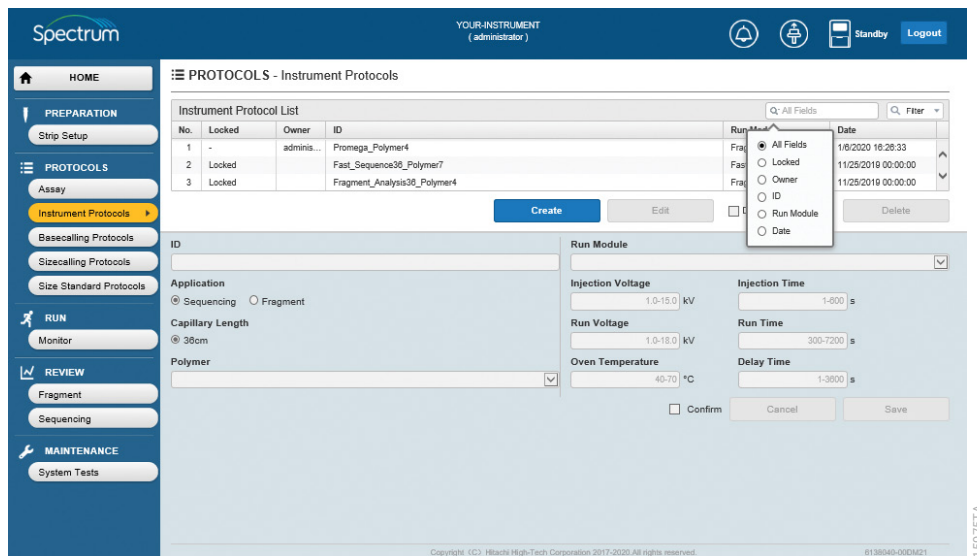 Spectrum
YOUR-INSTRUMENT
( administrator )
Standby
Logout
HOME
PREPARATION
Strip Setup
PROTOCOLS
Assay
Instrument Protocols
Basecalling Protocols
Sizecalling Protocols
Size Standard Protocols
RUN
Monitor
REVIEW
Fragment
Sequencing
MAINTENANCE
System Tests
PROTOCOLS - Instrument Protocols
Instrument Protocol List
All Fields
Filter
No. Locked Owner ID Run Date
1 - adminis... Promega_Polymer4 Frag 1/6/2020 16:26:33
2 Locked Fast_Sequence36_Polymer7 Fas 11/25/2019 00:00:00
3 Locked Fragment_Analysis36_Polymer4 Frag 11/25/2019 00:00:00
All Fields
Locked
Owner
ID
Run Module
Date
Create Edit Delete
ID
Application
Sequencing Fragment
Capillary Length
36cm
Polymer
Run Module
Injection Voltage Injection Time
1.0-15.0 kV 1-600 s
Run Voltage Run Time
1.0-18.0 kV 300-7200 s
Oven Temperature Delay Time
40-70 °C 1-3600 s
Confirm Cancel Save
Copyright (C) Hitachi High-Tech Corporation 2017-2020 All rights reserved.
6138040-00DM21